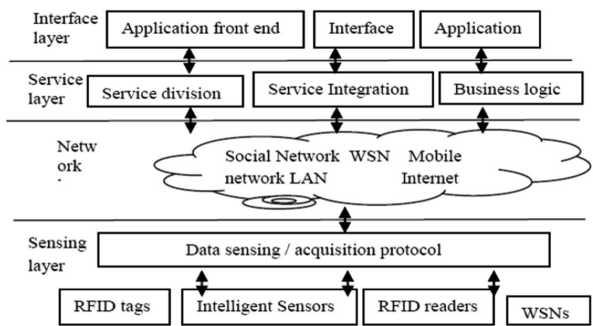 Interface
layer
Application front end
Interface
Application
Service
layer
Service division
Service Integration
Business logic
Netw
ork
Social Network WSN Mobile
network LAN Internet
Sensing
layer
Data sensing / acquisition protocol
RFID tags
Intelligent Sensors
RFID readers
WSNs